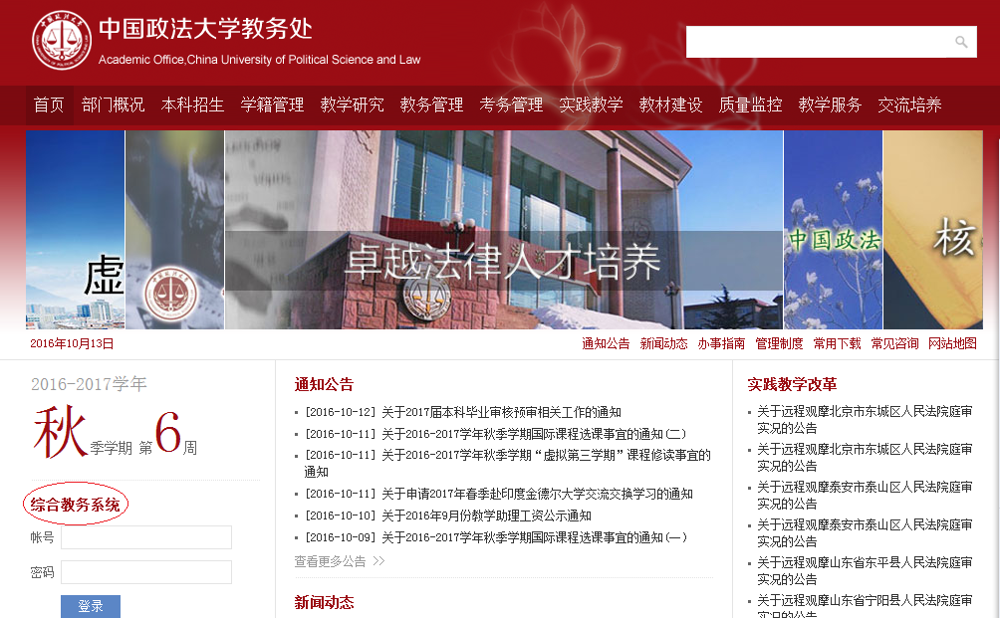 中国政法大学教务处
Academic Office,China University of Political Science and Law
首页 部门概况 本科招生 学籍管理 教学研究 教务管理 考务管理 实践教学 教材建设 质量监控 教学服务 交流培养
虚
卓越法律人才培养
中国政法
核
2016年10月13日
通知公告 新闻动态 办事指南 管理制度 常用下载 常见咨询 网站地图
2016-2017学年
秋季学期 第6周
综合教务系统
帐号
密码
登录
通知公告
[2016-10-12] 关于2017届本科毕业审核预审相关工作的通知
[2016-10-11] 关于2016-2017学年秋季学期国际课程选课事宜的通知(二)
[2016-10-11] 关于2016-2017学年秋季学期“虚拟第三学期”课程修读事宜的
通知
[2016-10-11] 关于申请2017年春季赴印度金德尔大学交流交换学习的通知
[2016-10-10] 关于2016年9月份教学助理工资公示通知
[2016-10-09] 关于2016-2017学年秋季学期国际课程选课事宜的通知(一)
查看更多公告 >>
新闻动态
实践教学改革
关于远程观摩北京市东城区人民法院庭审
实况的公告
关于远程观摩北京市东城区人民法院庭审
实况的公告
关于远程观摩泰安市泰山区人民法院庭审
实况的公告
关于远程观摩泰安市泰山区人民法院庭审
实况的公告
关于远程观摩山东省东平县人民法院庭审
实况的公告
关于远程观摩山东省宁阳县人民法院庭审
实况的公告